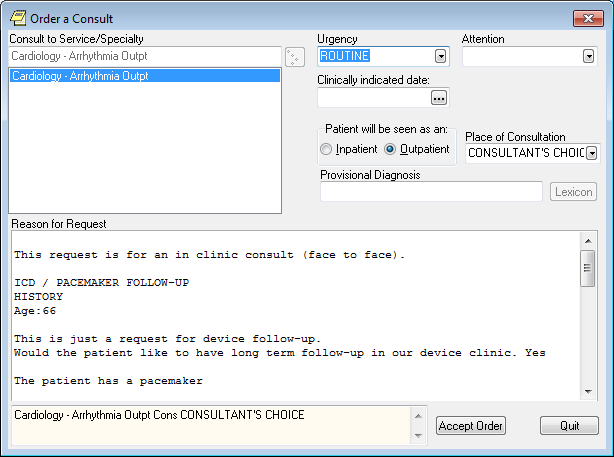 Order a Consult
Consult to Service/Specialty
Cardiology - Arrhythmia Outpt
Cardiology - Arrhythmia Outpt
Urgency
ROUTINE
Attention
Clinically indicated date:
...
Patient will be seen as an:
Inpatient
Outpatient
Place of Consultation
CONSULTANT'S CHOIC
Provisional Diagnosis
Lexicon
Reason for Request
This request is for an in clinic consult (face to face).
ICD / PACEMAKER FOLLOW-UP
HISTORY
Age:66
This is just a request for device follow-up.
Would the patient like to have long term follow-up in our device clinic. Yes
The patient has a pacemaker
Cardiology - Arrhythmia Outpt Cons CONSULTANT'S CHOICE
Accept Order
Quit